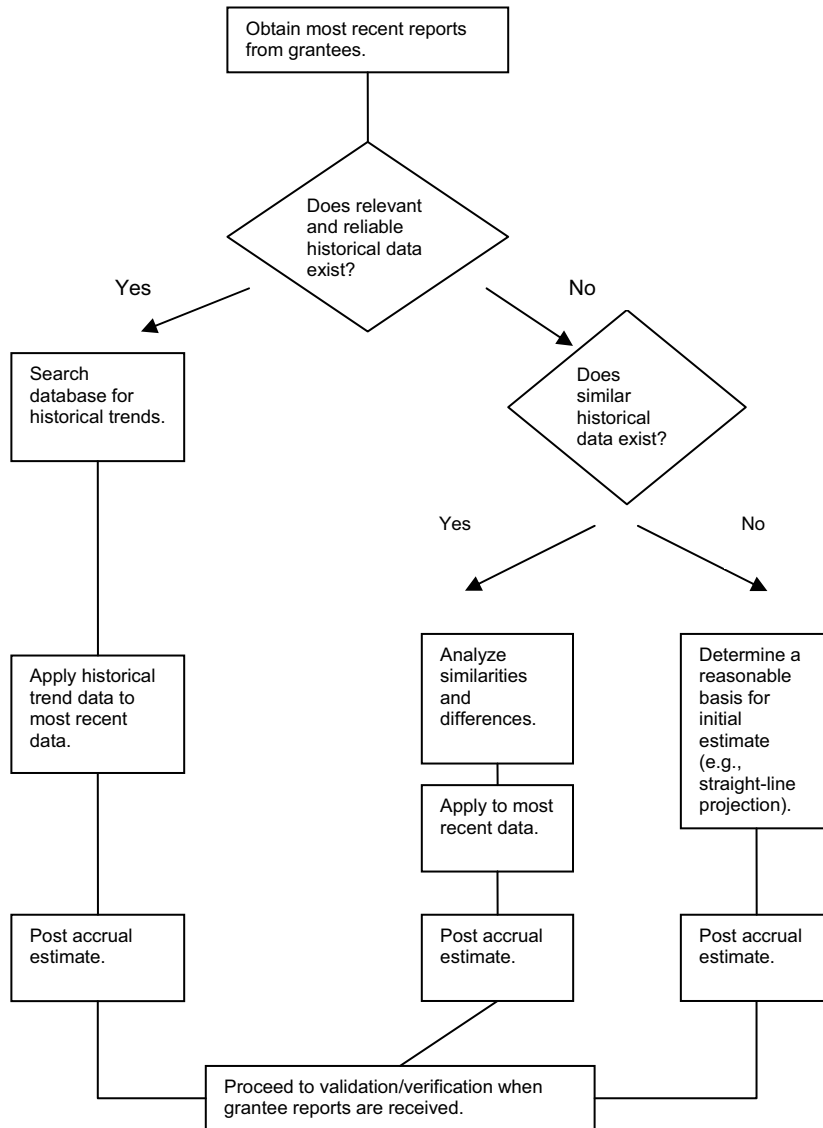 Obtain most recent reports
from grantees.
Does relevant
and reliable
historical data
exist?
Yes
No
Search
database for
historical trends.
Does
similar
historical
data exist?
Yes
No
Apply historical
trend data to
most recent
data.
Analyze
similarities
and
differences.
Determine a
reasonable
basis for
initial
estimate
(e.g.,
straight-line
projection).
Apply to most
recent data.
Post accrual
estimate.
Post accrual
estimate.
Post accrual
estimate.
Proceed to validation/verification when
grantee reports are received.